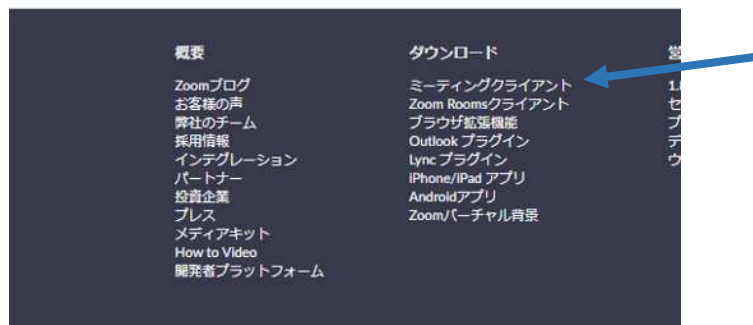 概要
Zoomブログ
お客様の声
弊社のチーム
採用情報
インテグレーション
パートナー
投資企業
プレス
メディアキット
How to Video
開発者プラットフォーム
ダウンロード
ミーティングクライアント
Zoom Roomsクライアント
ブラウザ拡張機能
Outlook プラグイン
Lync プラグイン
iPhone/iPad アプリ
Androidアプリ
Zoomバーチャル背景
営
1.8
セ
プ
デ
ウ